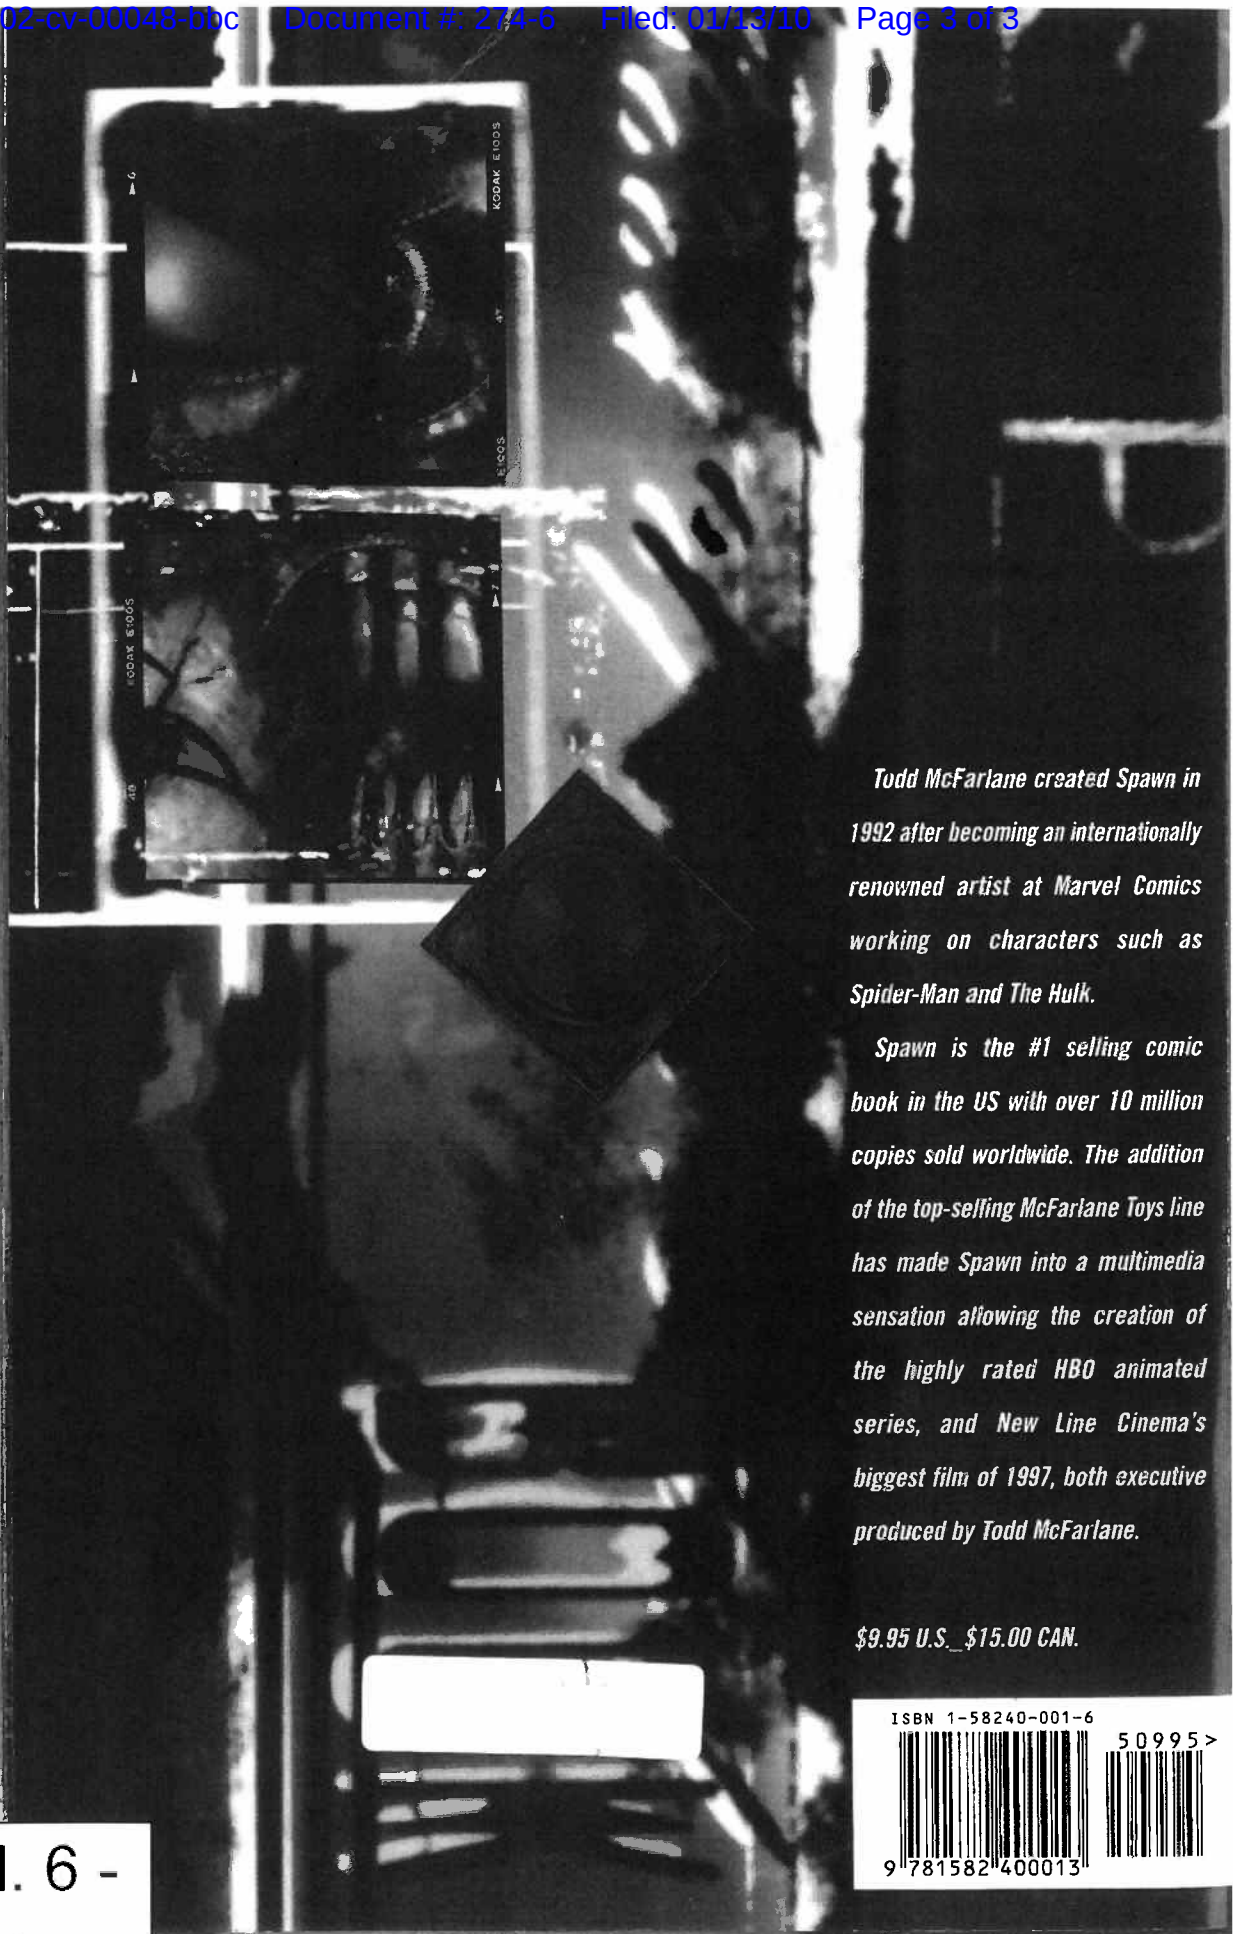 02-cv-00048-bbc Document #: 274-6 Filed: 01/13/10 Page 3 of 3
KODAK E100S
47
E100S
KODAK E100S
48
Todd McFarlane created Spawn in
1992 after becoming an internationally
renowned artist at Marvel Comics
working on characters such as
Spider-Man and The Hulk.
Spawn is the #1 selling comic
book in the US with over 10 million
copies sold worldwide. The addition
of the top-selling McFarlane Toys line
has made Spawn into a multimedia
sensation allowing the creation of
the highly rated HBO animated
series, and New Line Cinema's
biggest film of 1997, both executive
produced by Todd McFarlane.
$9.95 U.S._$15.00 CAN.
ISBN 1-58240-001-6
50995>
9 781582 400013
. 6 -